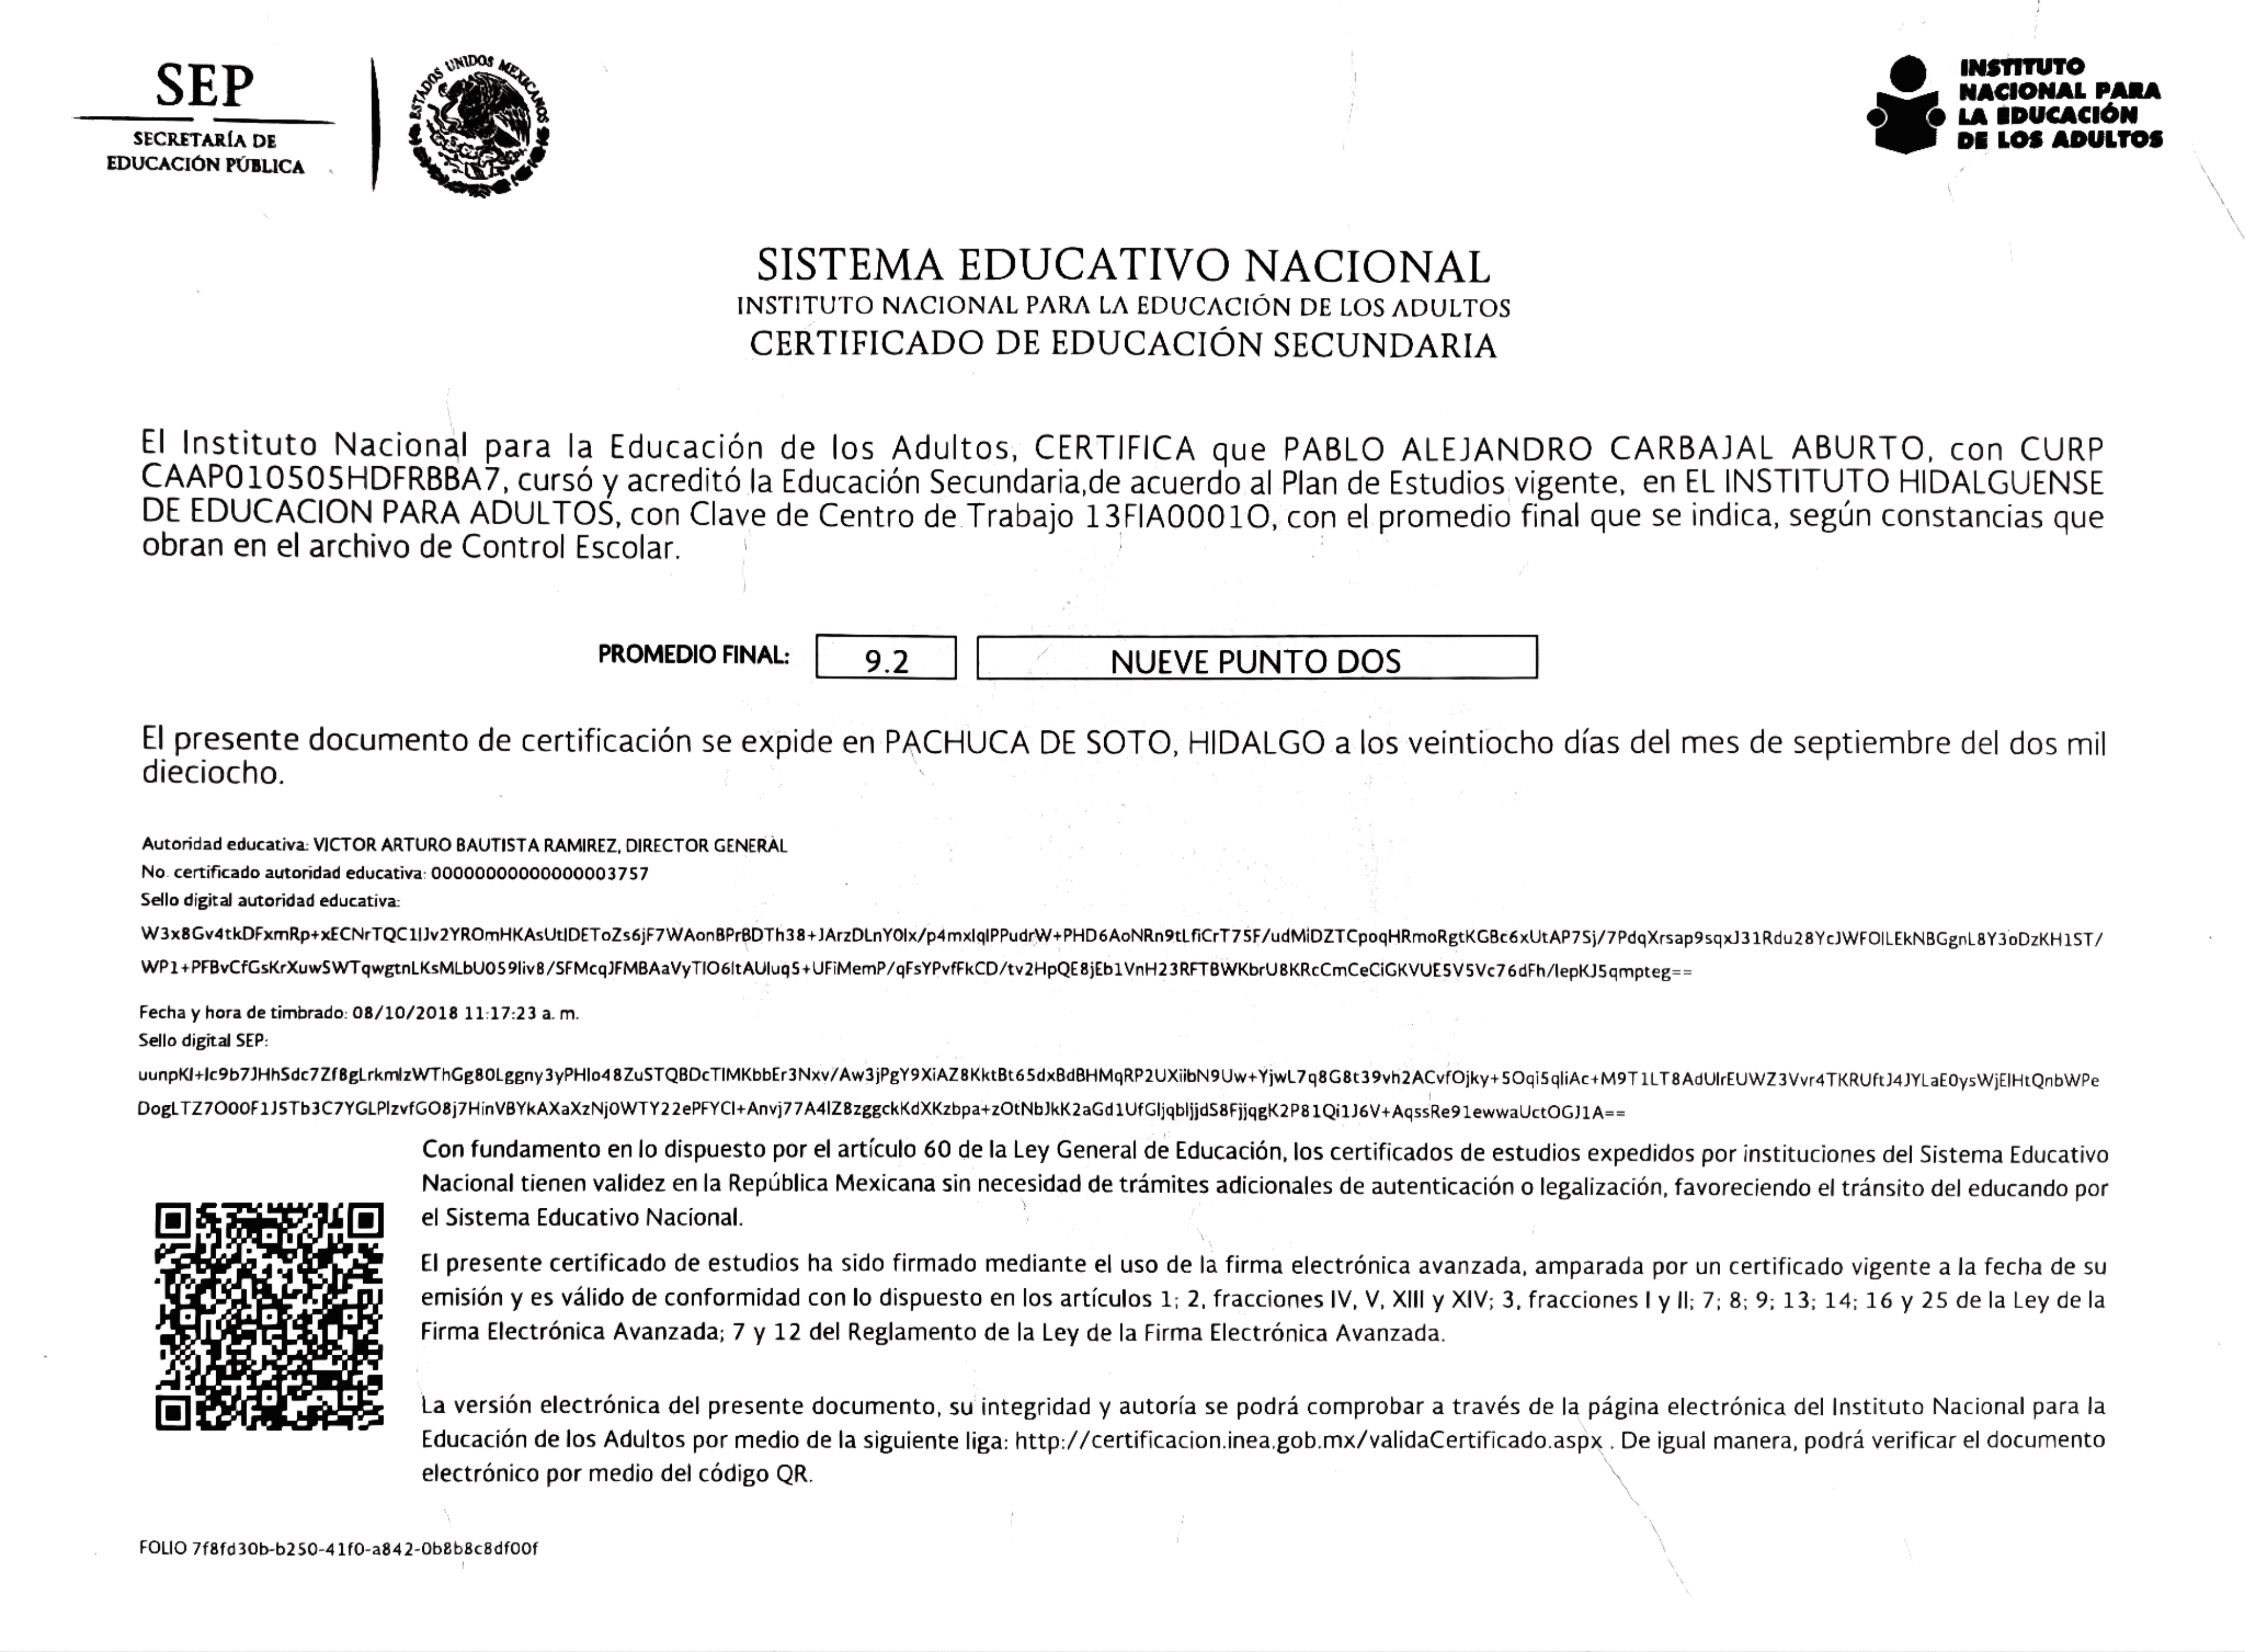 SEP
SECRETARÍA DE
EDUCACIÓN PÚBLICA
ESTADOS UNIDOS MEXICANOS
INSTITUTO
NACIONAL PARA
LA EDUCACIÓN
DE LOS ADULTOS
SISTEMA EDUCATIVO NACIONAL
INSTITUTO NACIONAL PARA LA EDUCACIÓN DE LOS ADULTOS
CERTIFICADO DE EDUCACIÓN SECUNDARIA
El Instituto Nacional para la Educación de los Adultos, CERTIFICA que PABLO ALEJANDRO CARBAJAL ABURTO, con CURP
CAAP010505HDFRBBA7, cursó y acreditó la Educación Secundaria,de acuerdo al Plan de Estudios vigente, en EL INSTITUTO HIDALGUENSE
DE EDUCACION PARA ADULTOS, con Clave de Centro de Trabajo 13FIA0001O, con el promedio final que se indica, según constancias que
obran en el archivo de Control Escolar.
PROMEDIO FINAL: 9.2 NUEVE PUNTO DOS
El presente documento de certificación se expide en PACHUCA DE SOTO, HIDALGO a los veintiocho días del mes de septiembre del dos mil
dieciocho.
Autoridad educativa: VICTOR ARTURO BAUTISTA RAMIREZ, DIRECTOR GENERAL
No. certificado autoridad educativa: 00000000000000003757
Sello digital autoridad educativa:
Fecha y hora de timbrado: 08/10/2018 11:17:23 a. m.
Sello digital SEP:
Con fundamento en lo dispuesto por el artículo 60 de la Ley General de Educación, los certificados de estudios expedidos por instituciones del Sistema Educativo
Nacional tienen validez en la República Mexicana sin necesidad de trámites adicionales de autenticación o legalización, favoreciendo el tránsito del educando por
el Sistema Educativo Nacional.
El presente certificado de estudios ha sido firmado mediante el uso de la firma electrónica avanzada, amparada por un certificado vigente a la fecha de su
emisión y es válido de conformidad con lo dispuesto en los artículos 1; 2, fracciones IV, V, XIII y XIV; 3, fracciones I y II; 7; 8; 9; 13; 14; 16 y 25 de la Ley de la
Firma Electrónica Avanzada; 7 y 12 del Reglamento de la Ley de la Firma Electrónica Avanzada.
La versión electrónica del presente documento, su integridad y autoría se podrá comprobar a través de la página electrónica del Instituto Nacional para la
Educación de los Adultos por medio de la siguiente liga: http://certificacion.inea.gob.mx/validaCertificado.aspx . De igual manera, podrá verificar el documento
electrónico por medio del código QR.
FOLIO 7f8fd30b-b250-41f0-a842-0b8b8c8df00f